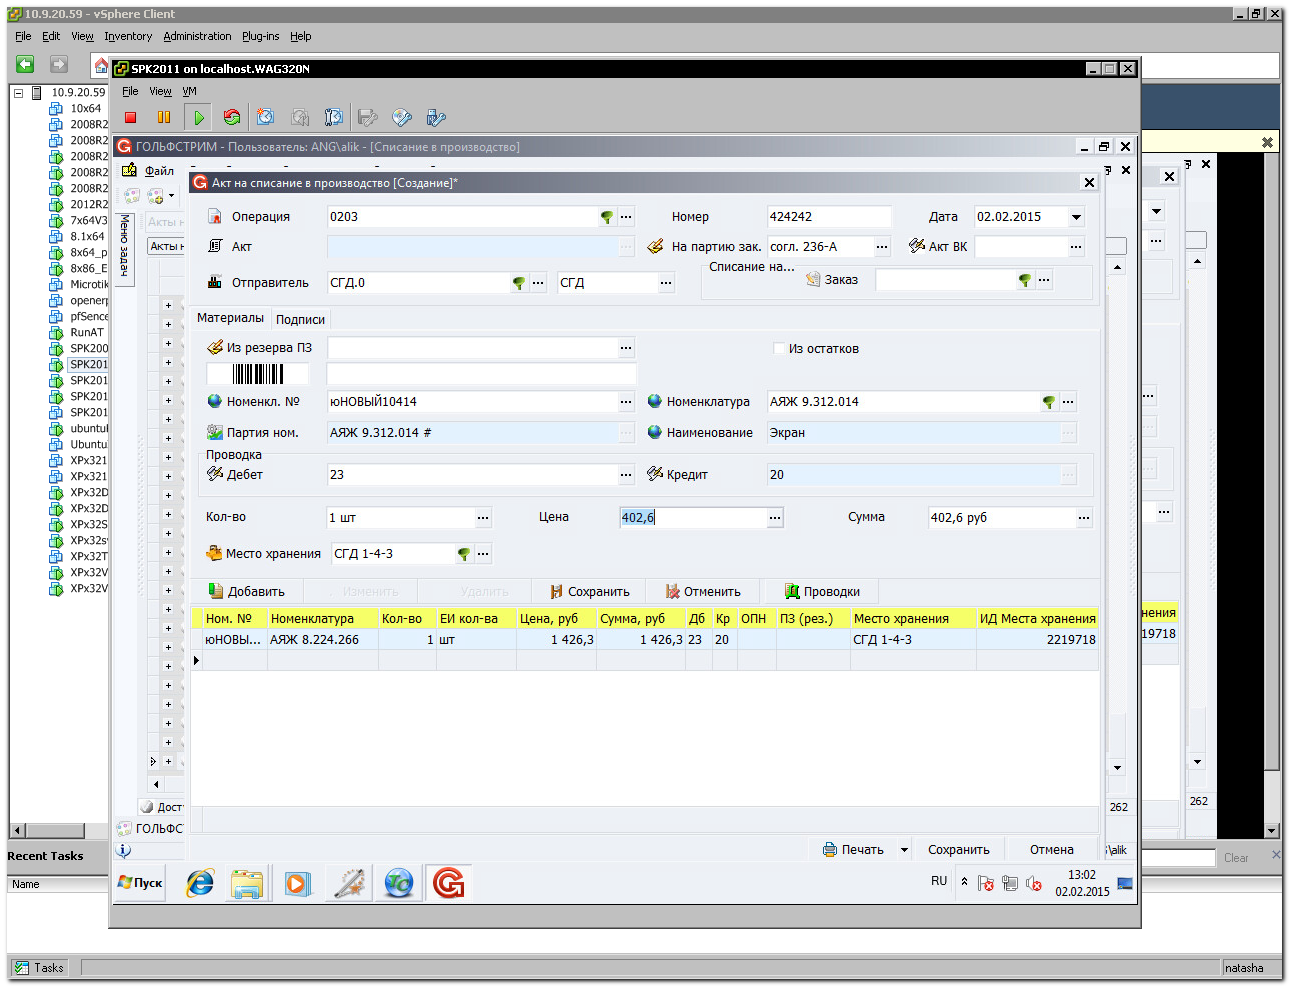 10.9.20.59 - vSphere Client
File Edit View Inventory Administration Plug-ins Help
SPK2011 on localhost.WAG320N
File View VM
10.9.20.59
10x64
2008R2
2008R2
2008R2
2008R2
2008R2
2012R2
7x64V3
8.1x64
8x64_p
8x86_E
Microtik
openerp
pfSence
RunAT
SPK200
SPK201
SPK201
SPK201
SPK201
ubuntul
Ubuntu
XPx321
XPx321
XPx32D
XPx32D
XPx32S
XPx32sv
XPx32T
XPx32V
XPx32V
ГОЛЬФСТРИМ - Пользователь: ANG\alik - [Списание в производство]
Файл
Меню задач
Акты н
Акты н
Акт на списание в производство [Создание]*
Операция 0203 Номер 424242 Дата 02.02.2015
Акт На партию зак. согл. 236-А Акт ВК
Отправитель СГД.0 СГД Списание на... Заказ
Материалы Подписи
Из резерва ПЗ Из остатков
Номенкл. № юНОВЫЙ10414 Номенклатура АЯЖ 9.312.014
Партия ном. АЯЖ 9.312.014 # Наименование Экран
Проводка
Дебет 23 Кредит 20
Кол-во 1 шт Цена 402,6 Сумма 402,6 руб
Место хранения СГД 1-4-3
Добавить Изменить Удалить Сохранить Отменить Проводки
Ном. № Номенклатура Кол-во ЕИ кол-ва Цена, руб Сумма, руб Дб Кр ОПН ПЗ (рез.) Место хранения ИД Места хранения
юНОВЫ... АЯЖ 8.224.266 1 шт 1 426,3 1 426,3 23 20 СГД 1-4-3 2219718
нения
19718
262
262
Дост
ГОЛЬФС
Печать Сохранить Отмена
\alik
Пуск RU 13:02
02.02.2015
Recent Tasks
Clear
Name
Tasks natasha